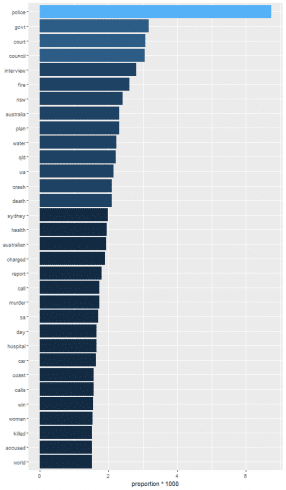 police
govt
court
council
interview
fire
nsw
australia
plan
water
qld
wa
crash
death
sydney
health
australian
charged
report
call
murder
sa
day
hospital
car
coast
calls
win
woman
killed
accused
world
0
2
4
6
proportion * 1000